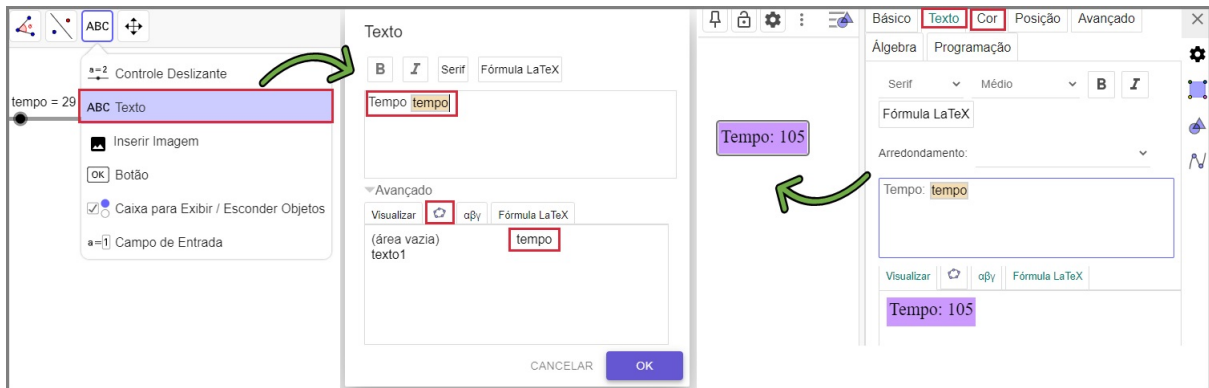 ABC
a=2 Controle Deslizante
tempo = 29
ABC Texto
Inserir Imagem
OK Botão
Caixa para Exibir / Esconder Objetos
a=1 Campo de Entrada
Texto
B I Serif Fórmula LaTeX
Tempo tempo
Avançado
Visualizar αβγ Fórmula LaTeX
(área vazia) tempo
texto1
CANCELAR OK
Tempo: 105
Básico Texto Cor Posição Avançado
Álgebra Programação
Serif Médio B I
Fórmula LaTeX
Arredondamento:
Tempo: tempo
Visualizar αβγ Fórmula LaTeX
Tempo: 105